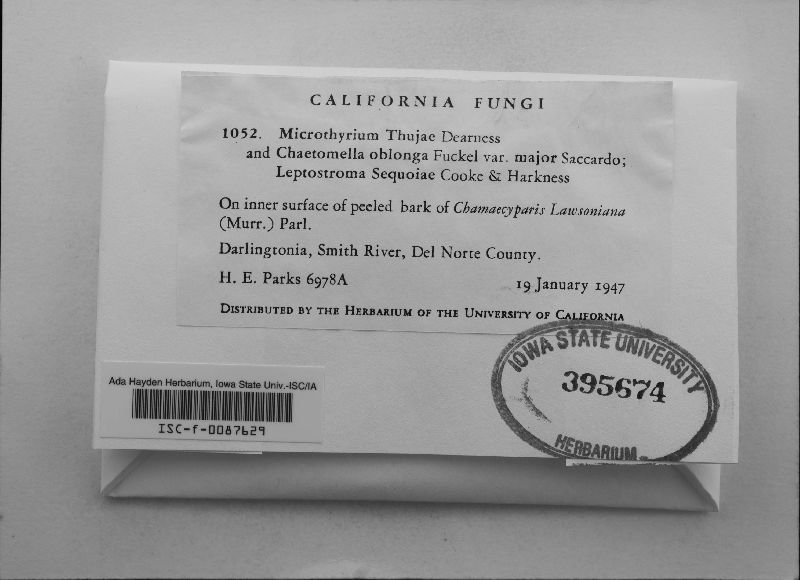 CALIFORNIA FUNGI
1052. Microthyrium Thujae Dearness
and Chaetomella oblonga Fuckel var. major Saccardo;
Leptostroma Sequoiae Cooke & Harkness
On inner surface of peeled bark of Chamaecyparis Lawsoniana
(Murr.) Parl.
Darlingtonia, Smith River, Del Norte County.
H. E. Parks 6978A 19 January 1947
DISTRIBUTED BY THE HERBARIUM OF THE UNIVERSITY OF CALIFORNIA
IOWA STATE UNIVERSITY
395674
HERBARIUM
Ada Hayden Herbarium, Iowa State Univ.-ISC/IA
ISC-f-0087629